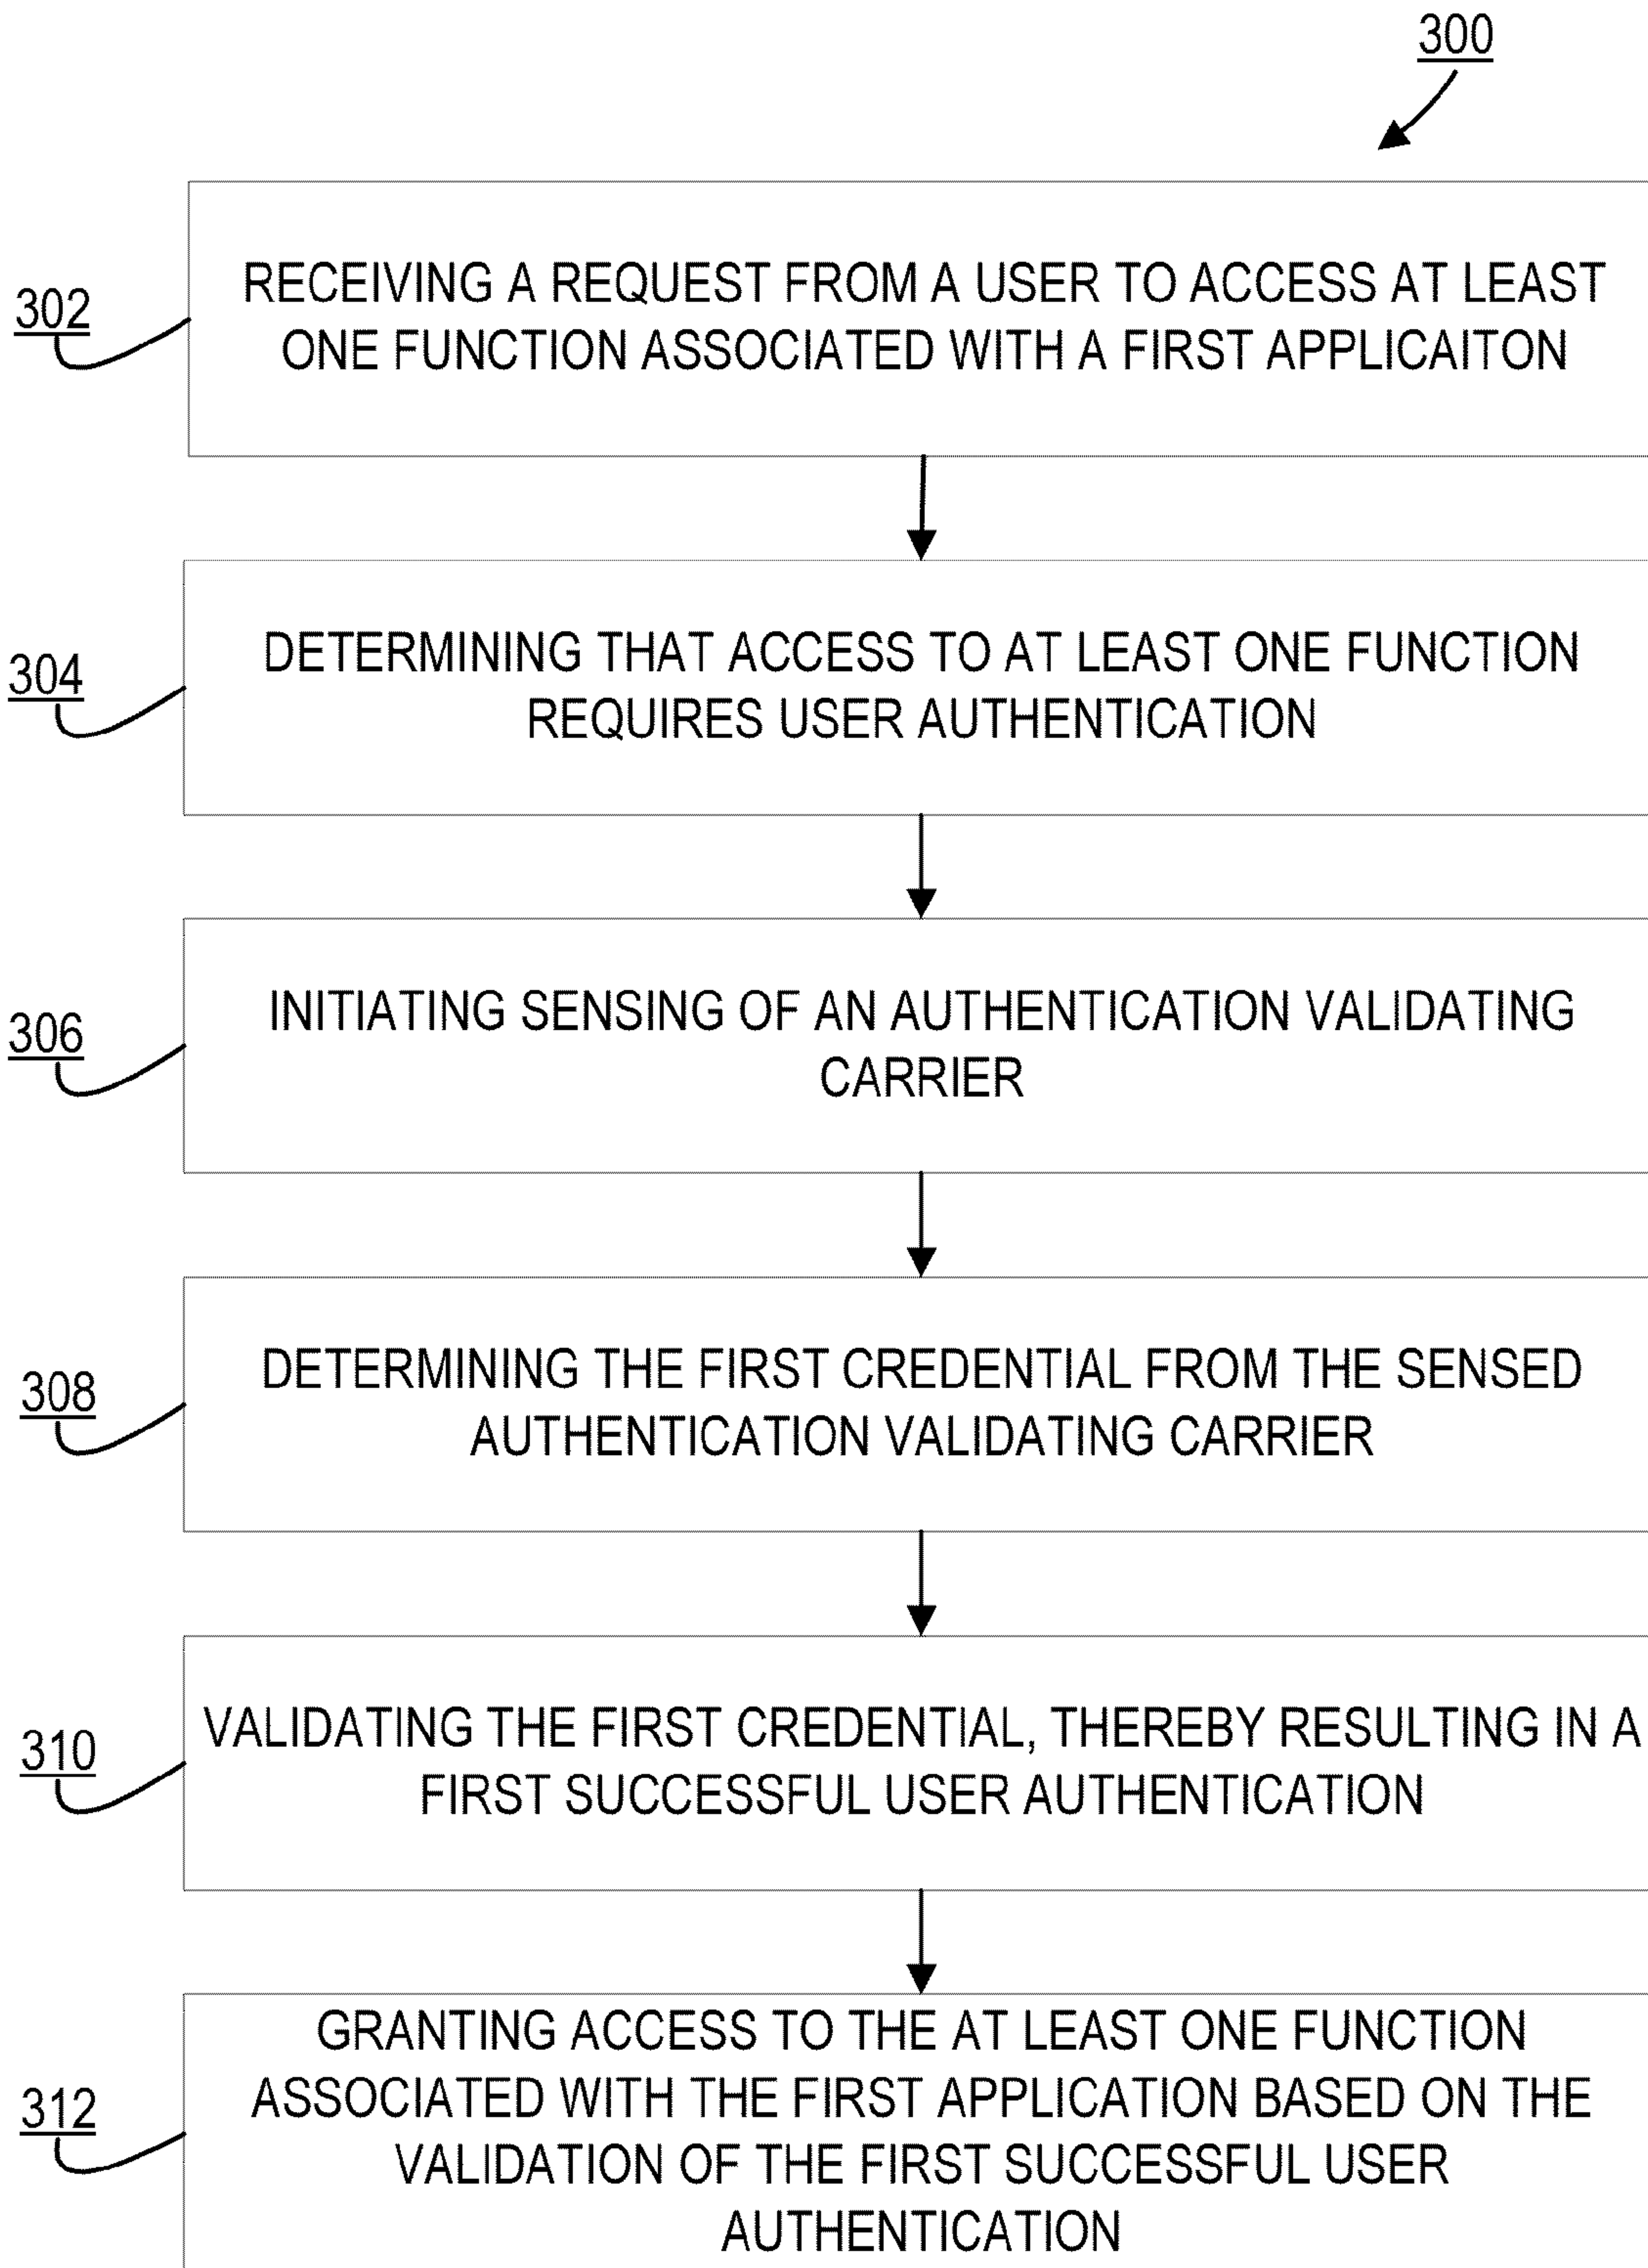 300
302
RECEIVING A REQUEST FROM A USER TO ACCESS AT LEAST
ONE FUNCTION ASSOCIATED WITH A FIRST APPLICAITON
304
DETERMINING THAT ACCESS TO AT LEAST ONE FUNCTION
REQUIRES USER AUTHENTICATION
306
INITIATING SENSING OF AN AUTHENTICATION VALIDATING
CARRIER
308
DETERMINING THE FIRST CREDENTIAL FROM THE SENSED
AUTHENTICATION VALIDATING CARRIER
310
VALIDATING THE FIRST CREDENTIAL, THEREBY RESULTING IN A
FIRST SUCCESSFUL USER AUTHENTICATION
312
GRANTING ACCESS TO THE AT LEAST ONE FUNCTION
ASSOCIATED WITH THE FIRST APPLICATION BASED ON THE
VALIDATION OF THE FIRST SUCCESSFUL USER
AUTHENTICATION